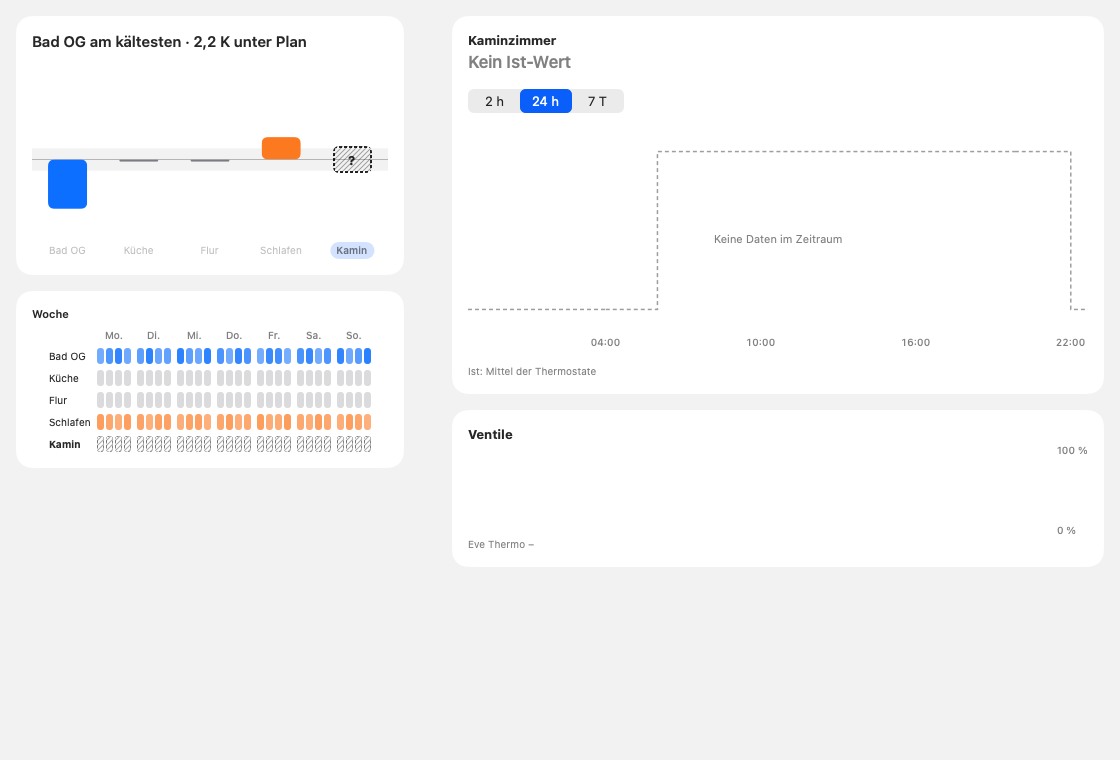 Bad OG am kältesten · 2,2 K unter Plan
?
Bad OG Küche Flur Schlafen Kamin
Woche
Mo. Di. Mi. Do. Fr. Sa. So.
Bad OG
Küche
Flur
Schlafen
Kamin
Kaminzimmer
Kein Ist-Wert
2 h 24 h 7 T
Keine Daten im Zeitraum
04:00 10:00 16:00 22:00
Ist: Mittel der Thermostate
Ventile
100 %
0 %
Eve Thermo –